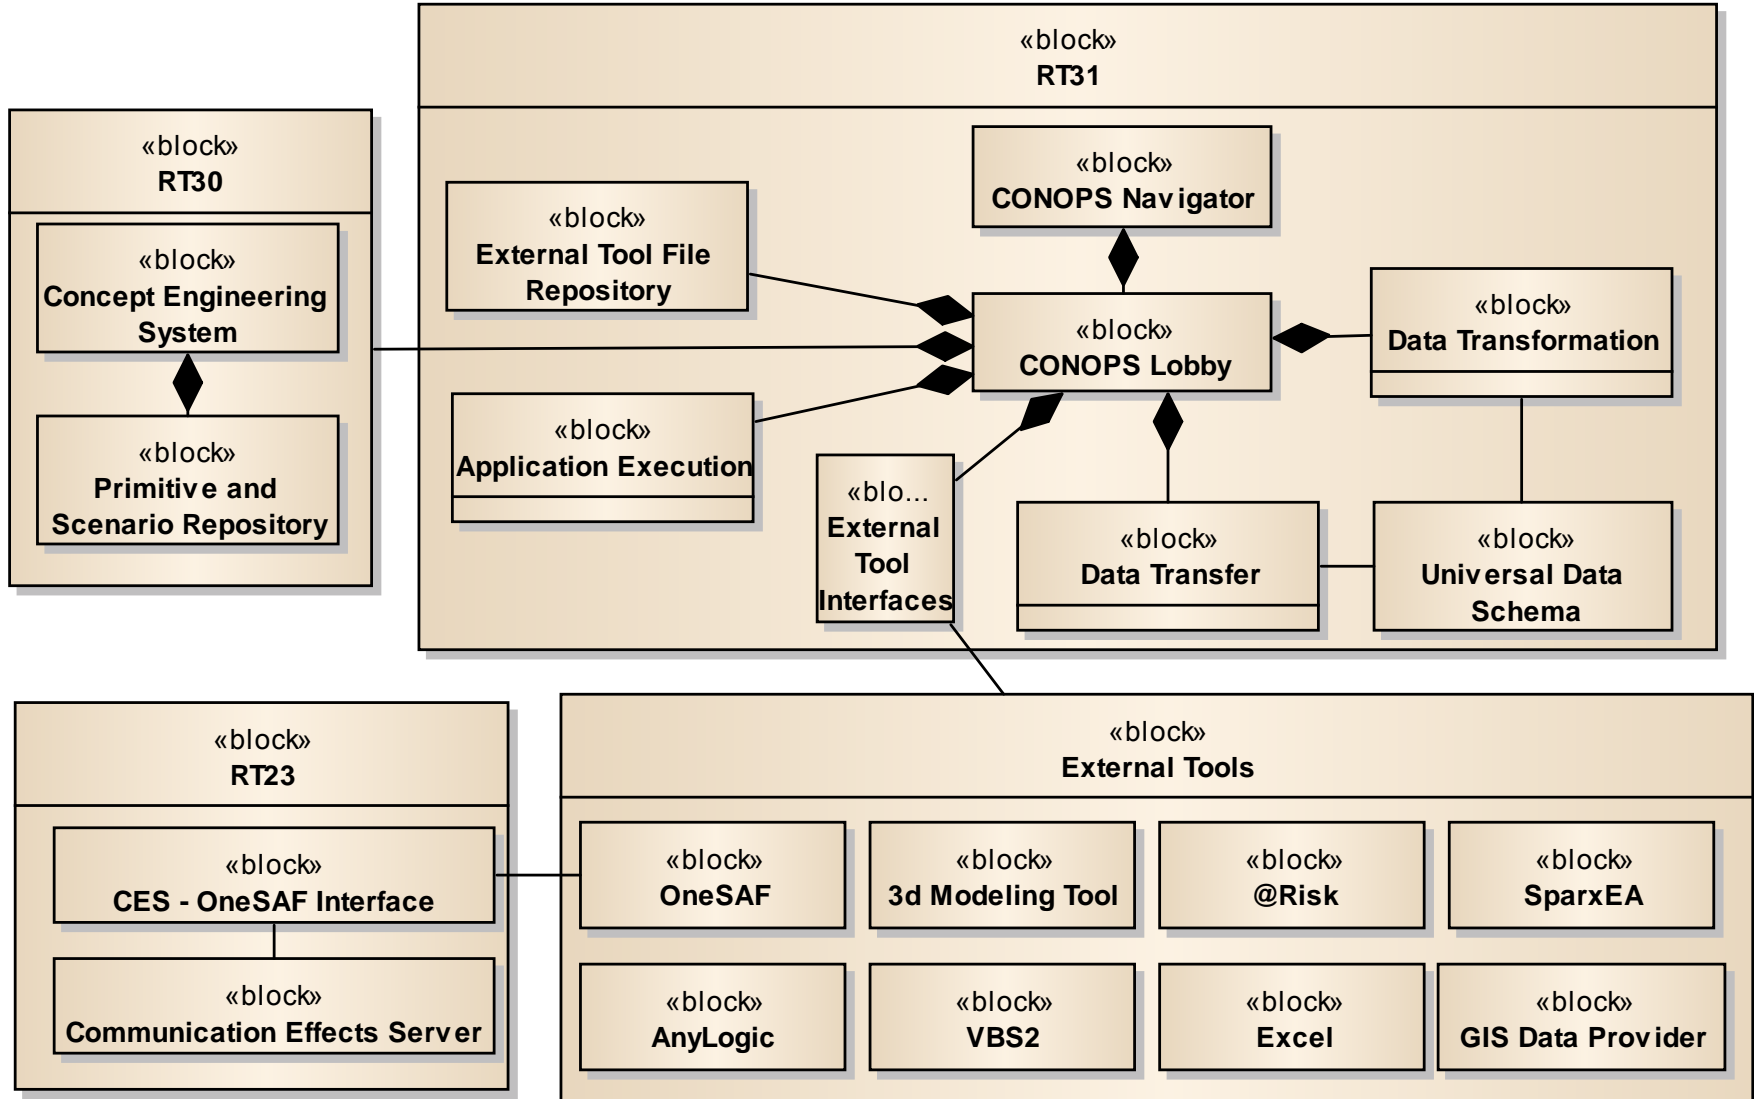 «block»
RT31
«block»
RT30
«block»
Concept Engineering
System
«block»
Primitive and
Scenario Repository
«block»
External Tool File
Repository
«block»
CONOPS Navigator
«block»
CONOPS Lobby
«block»
Data Transformation
«block»
Application Execution
«blo...
External
Tool
Interfaces
«block»
Data Transfer
«block»
Universal Data
Schema
«block»
RT23
«block»
CES - OneSAF Interface
«block»
Communication Effects Server
«block»
External Tools
«block»
OneSAF
«block»
3d Modeling Tool
«block»
@Risk
«block»
SparxEA
«block»
AnyLogic
«block»
VBS2
«block»
Excel
«block»
GIS Data Provider